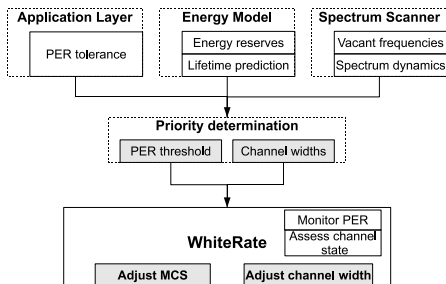 Application Layer
Energy Model
Spectrum Scanner
PER tolerance
Energy reserves
Lifetime prediction
Vacant frequencies
Spectrum dynamics
Priority determination
PER threshold
Channel widths
WhiteRate
Monitor PER
Assess channel
state
Adjust MCS
Adjust channel width